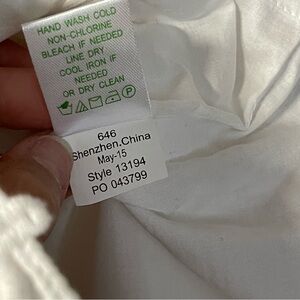 HAND WASH COLD
NON-CHLORINE
BLEACH IF NEEDED
LINE DRY
COOL IRON IF
NEEDED
OR DRY CLEAN
646
Shenzhen,China
May-15
Style 13194
PO 043799